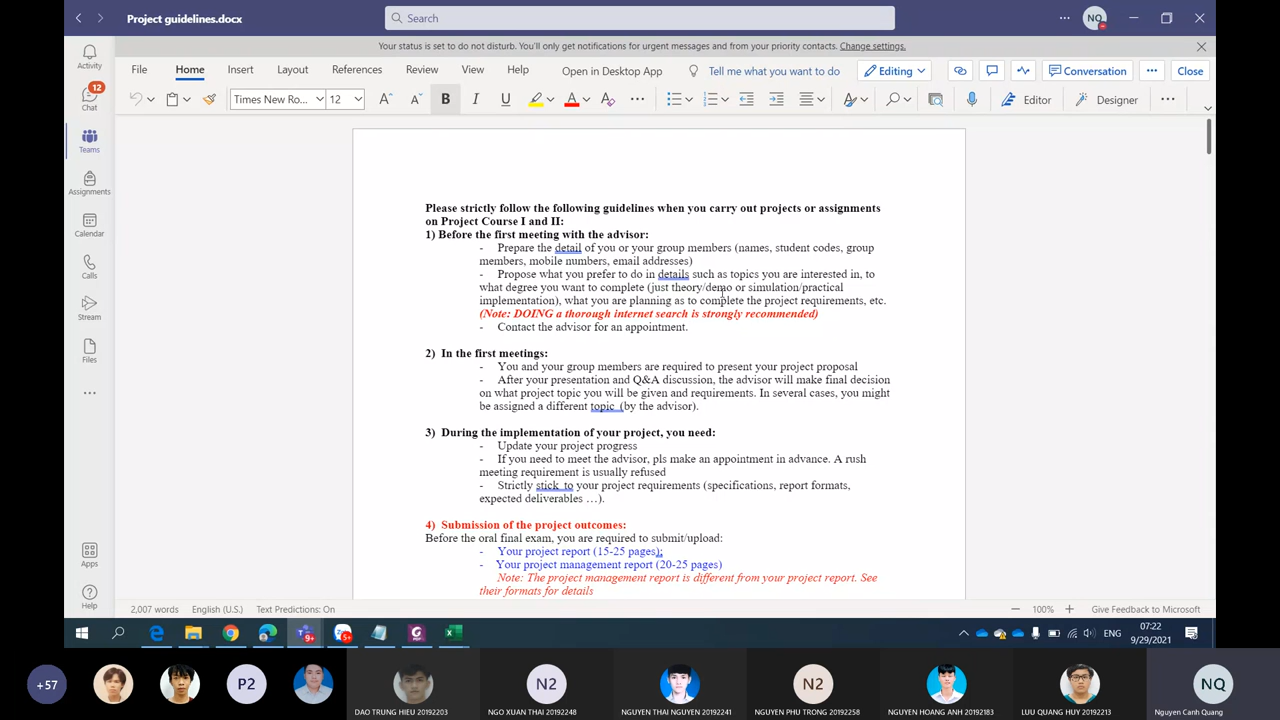 Project guidelines.docx
Search
NQ
Your status is set to do not disturb. You'll only get notifications for urgent messages and from your priority contacts. Change settings.
File Home Insert Layout References Review View Help Open in Desktop App Tell me what you want to do Editing Conversation Close
Times New Ro... 12 B I U A Editor Designer
Activity
12
Chat
Teams
Assignments
Calendar
Calls
Stream
Files
Apps
Help
Please strictly follow the following guidelines when you carry out projects or assignments
on Project Course I and II:
1) Before the first meeting with the advisor:
- Prepare the detail of you or your group members (names, student codes, group
members, mobile numbers, email addresses)
- Propose what you prefer to do in details such as topics you are interested in, to
what degree you want to complete (just theory/demo or simulation/practical
implementation), what you are planning as to complete the project requirements, etc.
(Note: DOING a thorough internet search is strongly recommended)
- Contact the advisor for an appointment.
2) In the first meetings:
- You and your group members are required to present your project proposal
- After your presentation and Q&A discussion, the advisor will make final decision
on what project topic you will be given and requirements. In several cases, you might
be assigned a different topic (by the advisor).
3) During the implementation of your project, you need:
- Update your project progress
- If you need to meet the advisor, pls make an appointment in advance. A rush
meeting requirement is usually refused
- Strictly stick to your project requirements (specifications, report formats,
expected deliverables …).
4) Submission of the project outcomes:
Before the oral final exam, you are required to submit/upload:
- Your project report (15-25 pages);
- Your project management report (20-25 pages)
Note: The project management report is different from your project report. See
their formats for details
2,007 words English (U.S.) Text Predictions: On 100% Give Feedback to Microsoft
9+ 5+ ENG 07:22
9/29/2021
+57 P2 N2 N2 NQ
DAO TRUNG HIEU 20192203 NGO XUAN THAI 20192248 NGUYEN THAI NGUYEN 20192241 NGUYEN PHU TRONG 20192258 NGUYEN HOANG ANH 20192183 LUU QUANG HUY 20192213 Nguyen Canh Quang